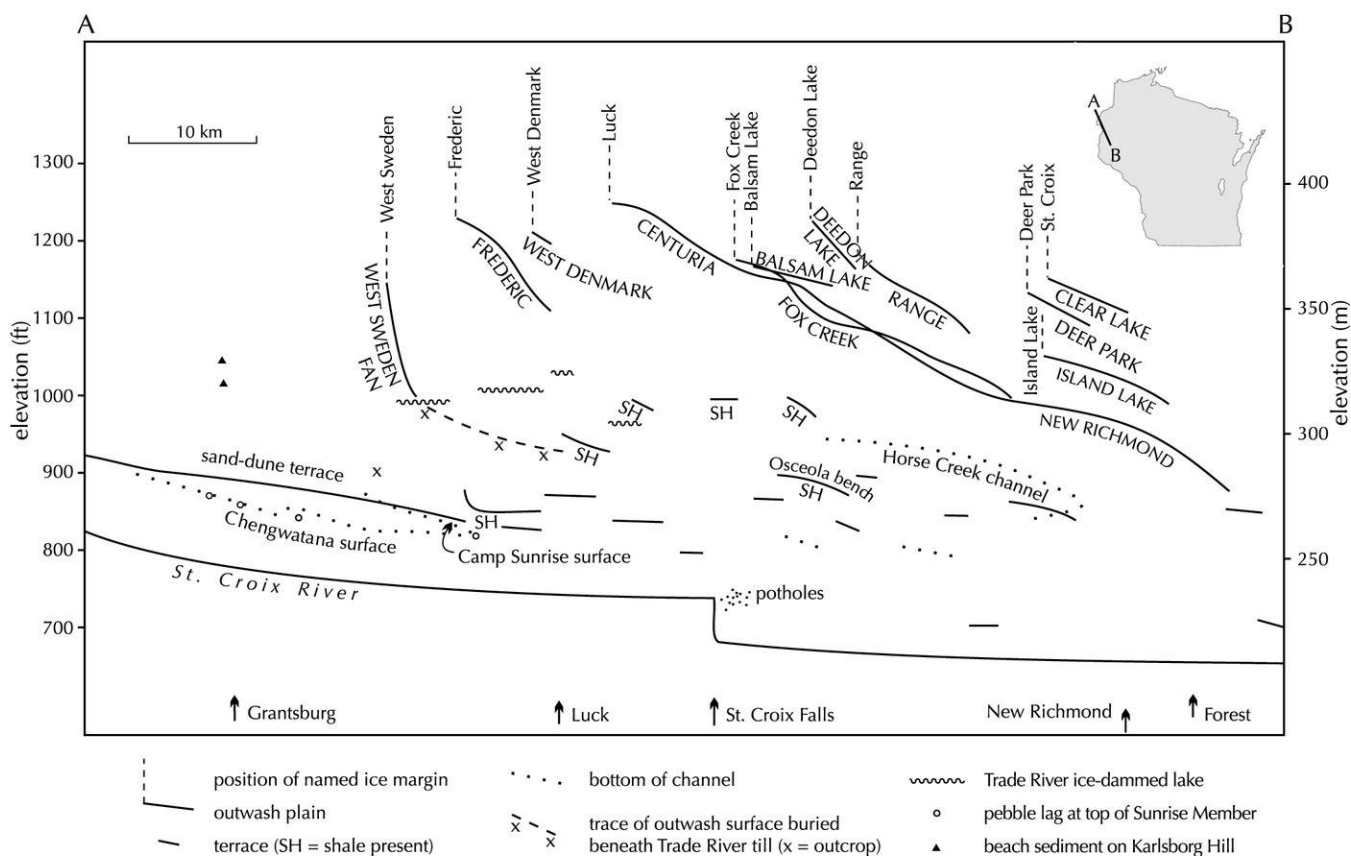 A
B
10 km
1300
1200
1100
1000
900
800
700
elevation (ft)
400
350
300
250
elevation (m)
West Sweden
Frederic
West Denmark
Luck
Fox Creek
Balsam Lake
Deedon Lake
Range
Deer Park
St. Croix
Island Lake
A
B
WEST SWEDEN
FAN
FREDERIC
WEST DENMARK
CENTURIA
BALSAM LAKE
DEEDON
LAKE
RANGE
FOX CREEK
CLEAR LAKE
DEER PARK
ISLAND LAKE
NEW RICHMOND
x
x
x
x
SH
SH
SH
SH
SH
SH
sand-dune terrace
Chengwatana surface
Camp Sunrise surface
Osceola bench
Horse Creek channel
potholes
St. Croix River
Grantsburg
Luck
St. Croix Falls
New Richmond
Forest
position of named ice margin
outwash plain
terrace (SH = shale present)
bottom of channel
x
x
trace of outwash surface buried
beneath Trade River till (x = outcrop)
Trade River ice-dammed lake
pebble lag at top of Sunrise Member
beach sediment on Karlsborg Hill